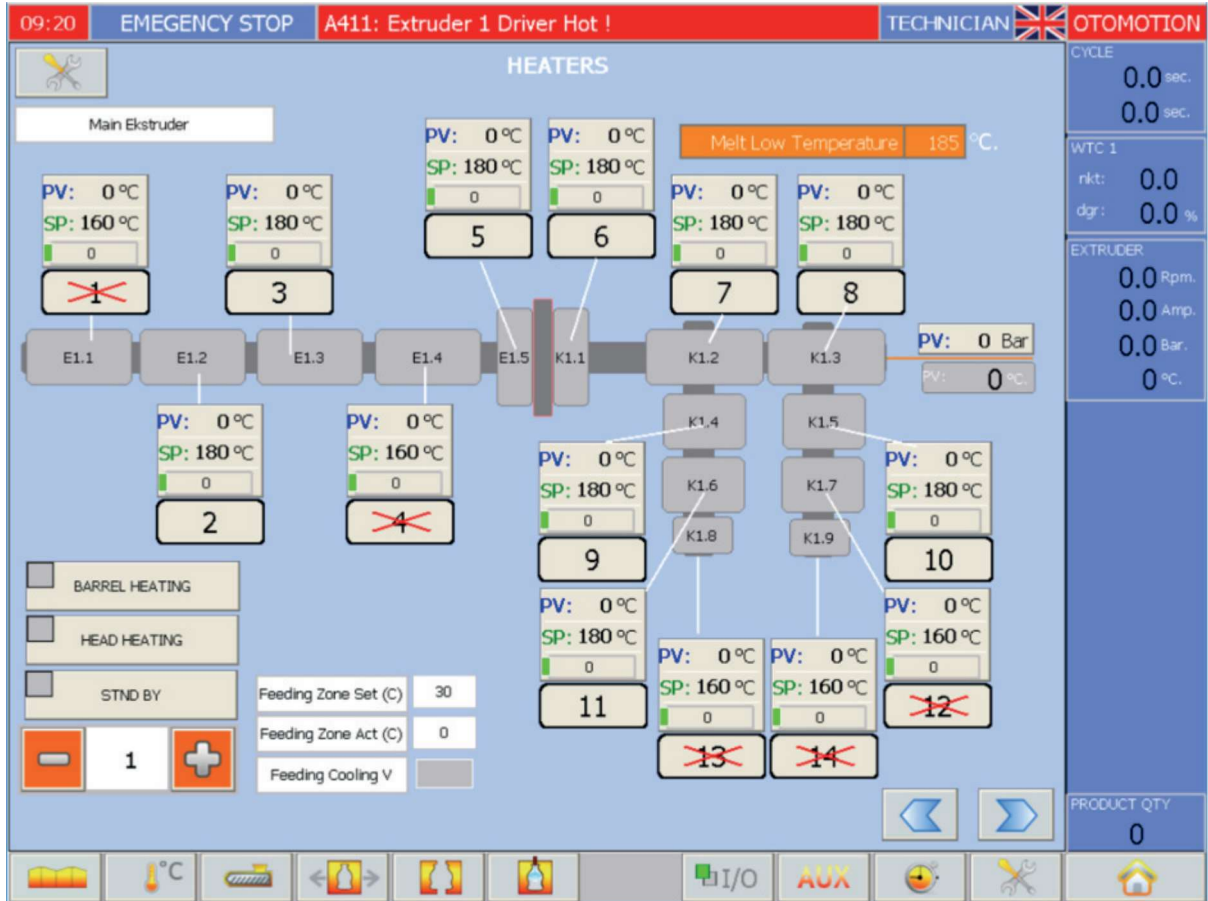 09:20 EMEGENCY STOP A411: Extruder 1 Driver Hot ! TECHNICIAN OTOMOTION
HEATERS
Main Ekstruder
Melt Low Temperature 185 °C.
PV: 0 °C
SP: 160 °C
0
1
PV: 0 °C
SP: 180 °C
0
3
PV: 0 °C
SP: 180 °C
0
5
PV: 0 °C
SP: 180 °C
0
6
PV: 0 °C
SP: 180 °C
0
7
PV: 0 °C
SP: 180 °C
0
8
E1.1 E1.2 E1.3 E1.4 E1.5 K1.1 K1.2 K1.3
PV: 0 Bar
PV: 0 °C.
K1.4 K1.5
K1.6 K1.7
K1.8 K1.9
PV: 0 °C
SP: 180 °C
0
2
PV: 0 °C
SP: 160 °C
0
4
PV: 0 °C
SP: 180 °C
0
9
PV: 0 °C
SP: 180 °C
0
10
PV: 0 °C
SP: 180 °C
0
11
PV: 0 °C
SP: 160 °C
0
12
PV: 0 °C
SP: 160 °C
0
13
PV: 0 °C
SP: 160 °C
0
14
BARREL HEATING
HEAD HEATING
STND BY
1
Feeding Zone Set (C) 30
Feeding Zone Act (C) 0
Feeding Cooling V
CYCLE
0.0 sec.
0.0 sec.
WTC 1
nkt: 0.0
dgr: 0.0 %
EXTRUDER
0.0 Rpm.
0.0 Amp.
0.0 Bar.
0 °C.
PRODUCT QTY
0
°C I/O AUX